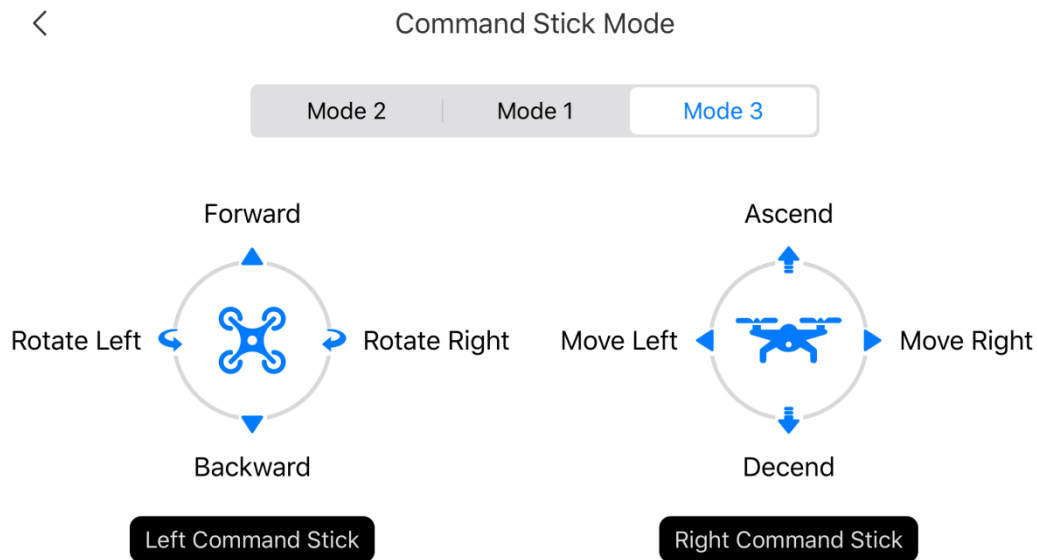 Command Stick Mode
Mode 2 Mode 1 Mode 3
Forward Ascend
Rotate Left Rotate Right Move Left Move Right
Backward Decend
Left Command Stick Right Command Stick